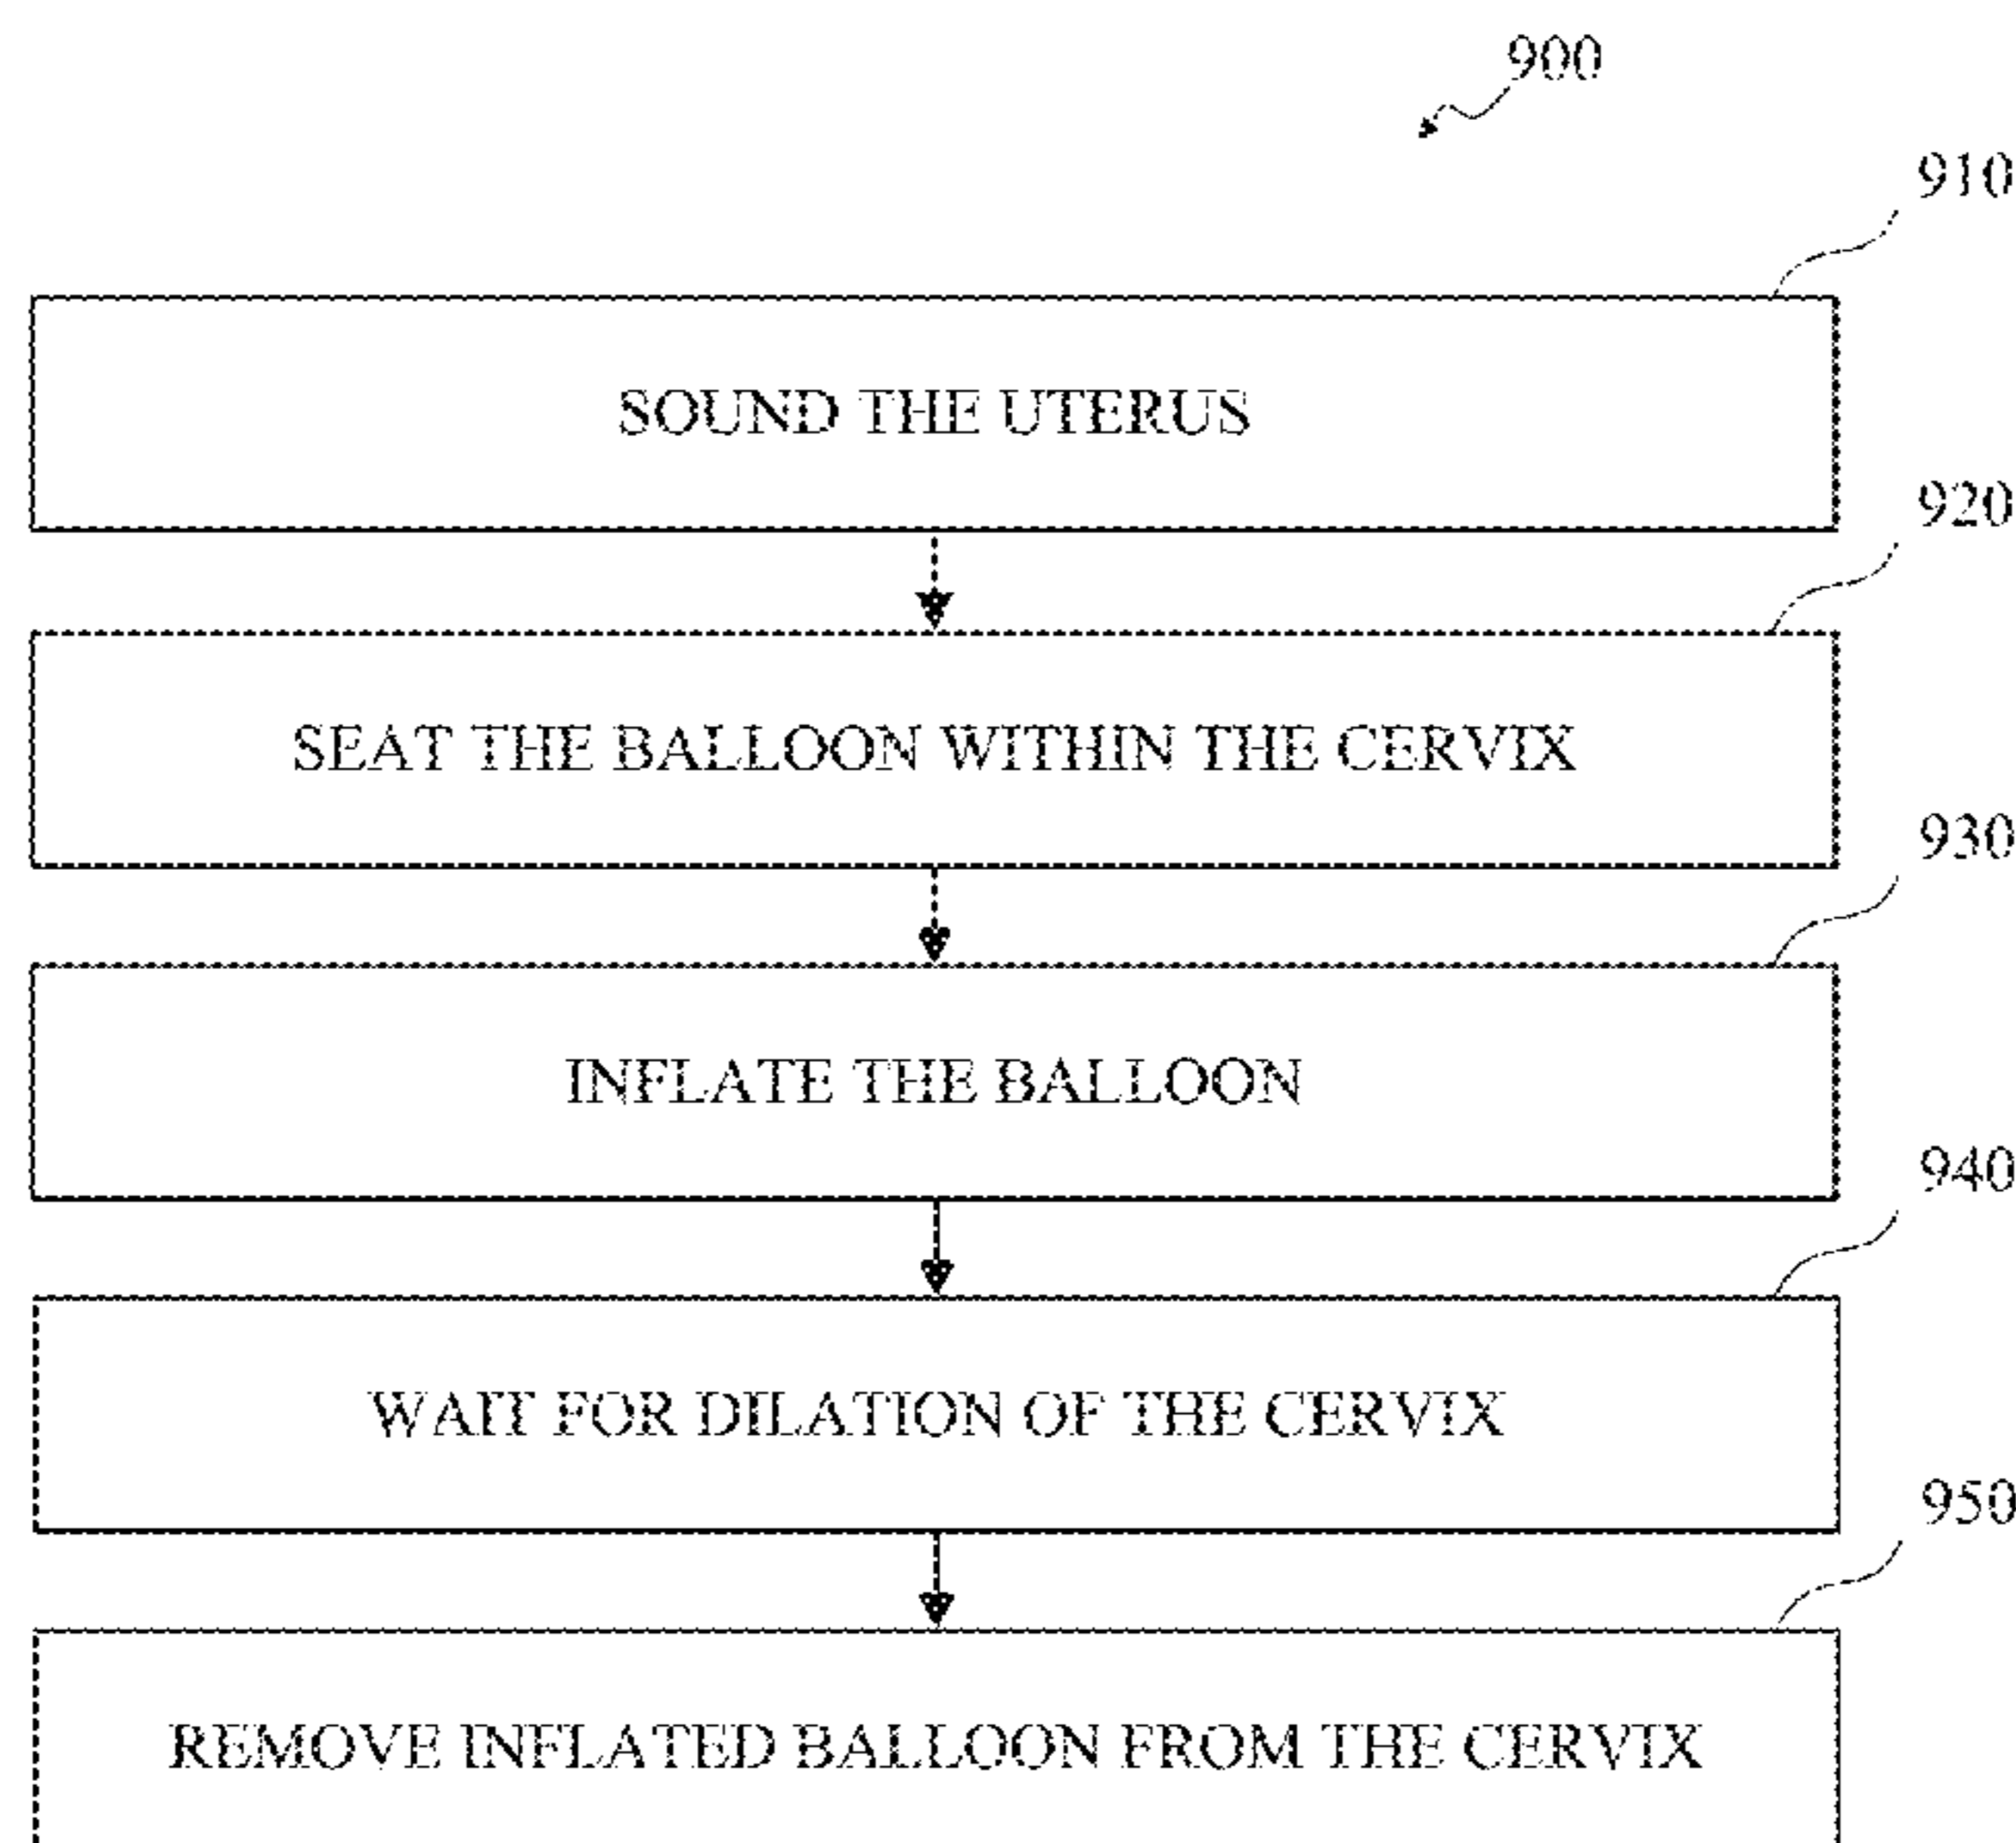 900
910
SOUND THE UTERUS
920
SEAT THE BALLOON WITHIN THE CERVIX
930
INFLATE THE BALLOON
940
WAIT FOR DILATION OF THE CERVIX
950
REMOVE INFLATED BALLOON FROM THE CERVIX